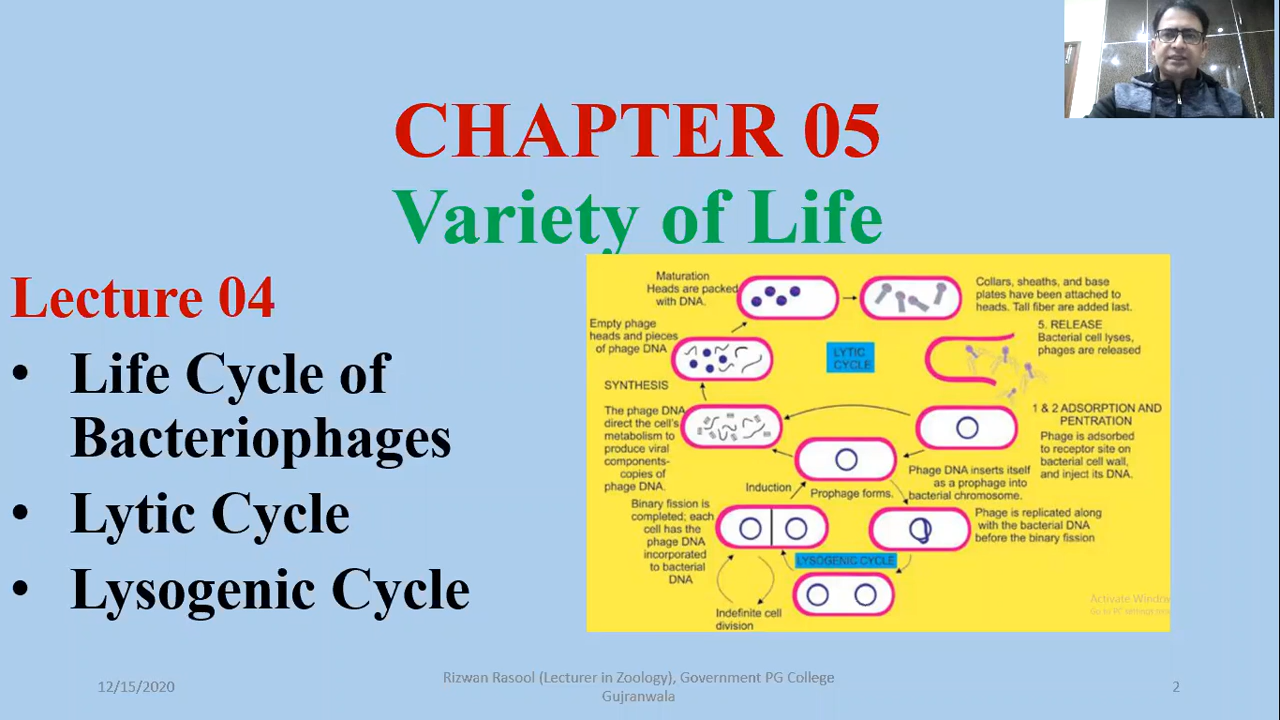 CHAPTER 05
Variety of Life
Lecture 04
• Life Cycle of
Bacteriophages
• Lytic Cycle
• Lysogenic Cycle
Maturation
Heads are packed
with DNA.
Collars, sheaths, and base
plates have been attached to
heads. Tall fiber are added last.
Empty phage
heads and pieces
of phage DNA
LYTIC
CYCLE
5. RELEASE
Bacterial cell lyses,
phages are released
SYNTHESIS
The phage DNA
direct the cell's
metabolism to
produce viral
components-
copies of
phage DNA.
1 & 2 ADSORPTION AND
PENTRATION
Phage is adsorbed
to receptor site on
bacterial cell wall,
and inject its DNA.
Phage DNA inserts itself
as a prophage into
bacterial chromosome.
Induction
Prophage forms.
Binary fission is
completed; each
cell has the
phage DNA
incorporated
to bacterial
DNA
Phage is replicated along
with the bacterial DNA
before the binary fission
LYSOGENIC CYCLE
Indefinite cell
division
Activate Windows
12/15/2020
Rizwan Rasool (Lecturer in Zoology), Government PG College
Gujranwala
2